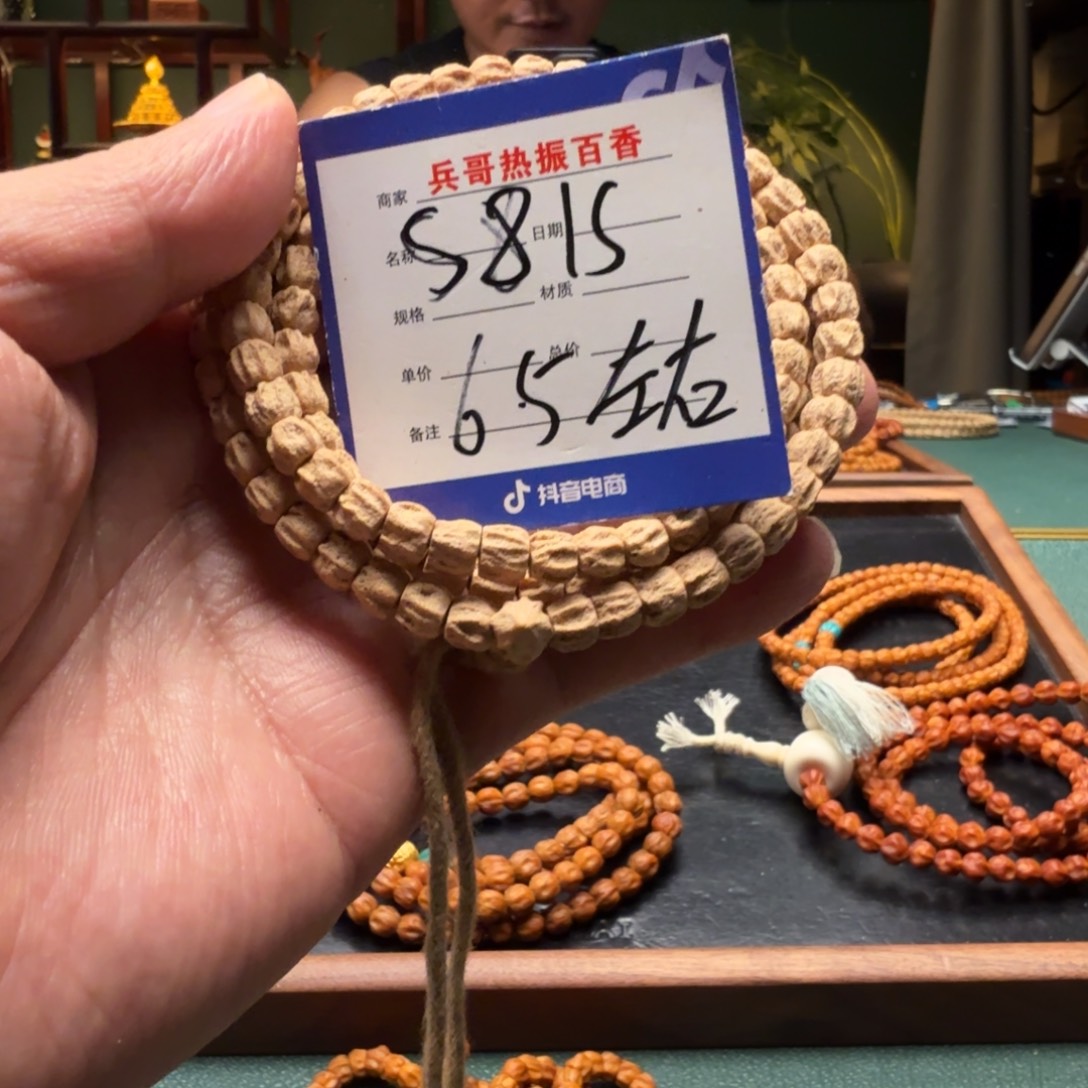 商家 兵哥热振百香
名称 S815 日期
规格 材质
单价 总价
备注 6.5左右
抖音电商